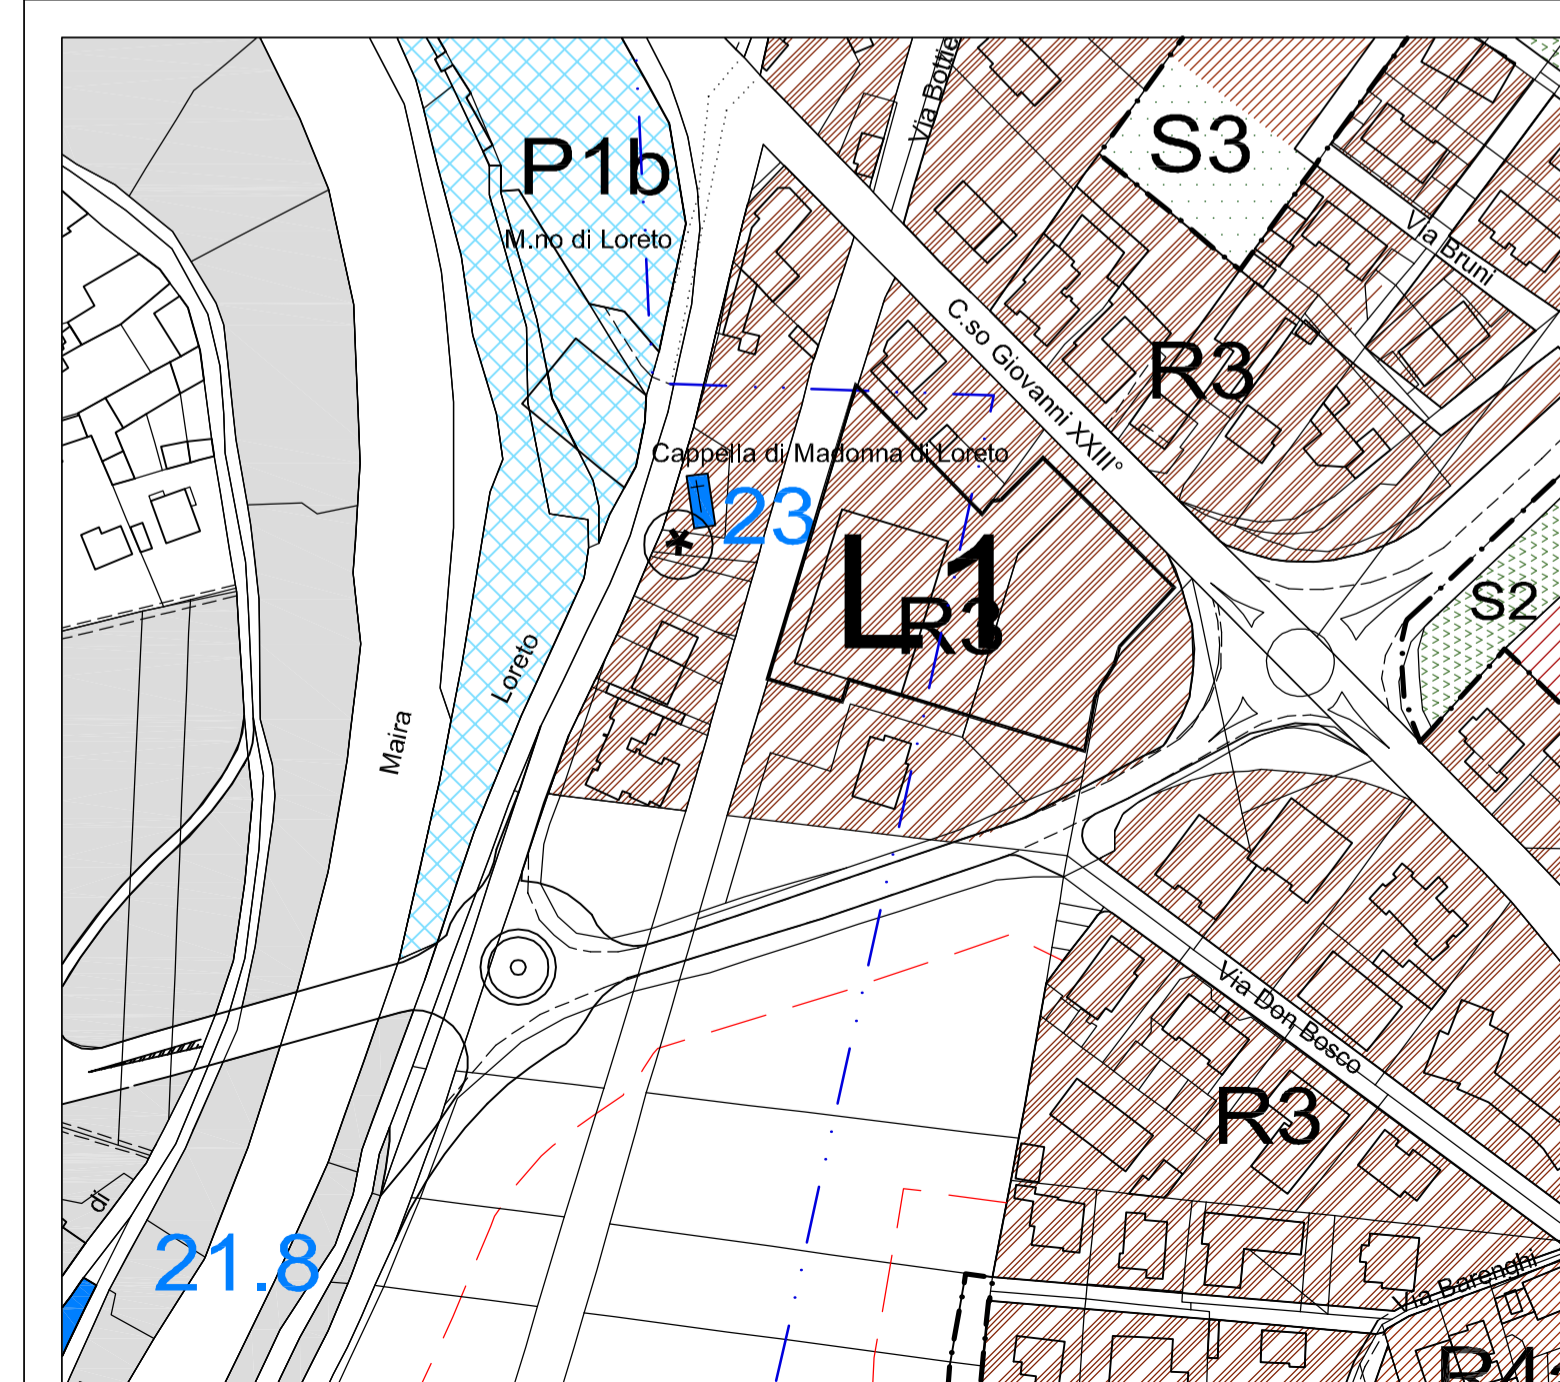 Via Bottie
P1b
S3
M.no di Loreto
Via Bruni
C.so Giovanni XXIII°
R3
Cappella di Madonna di Loreto
23
L1
R3
S2
Loreto
Maira
Via Don Bosco
R3
di
21.8
Via Barenghi